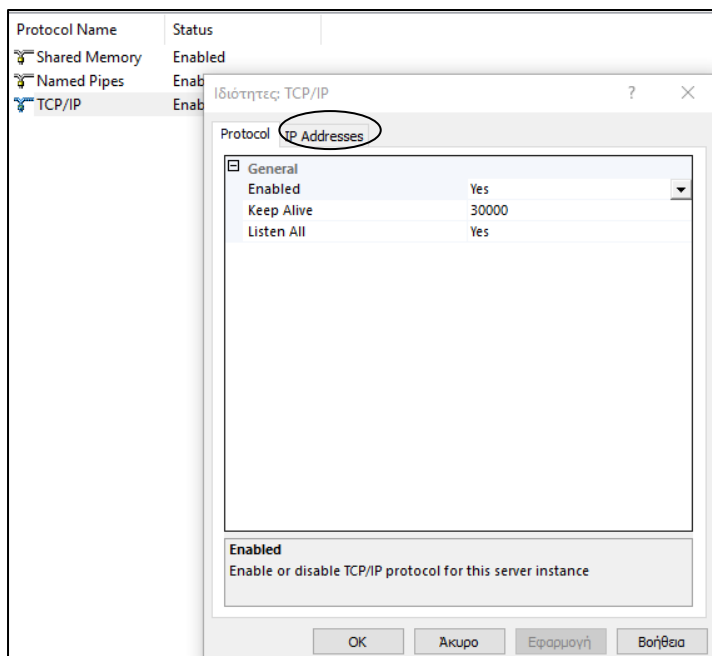 Protocol Name Status
Shared Memory Enabled
Named Pipes Enab
TCP/IP Enab
Ιδιότητες: TCP/IP ?
Protocol IP Addresses
General
Enabled Yes
Keep Alive 30000
Listen All Yes
Enabled
Enable or disable TCP/IP protocol for this server instance
OK Άκυρο Εφαρμογή Βοήθεια